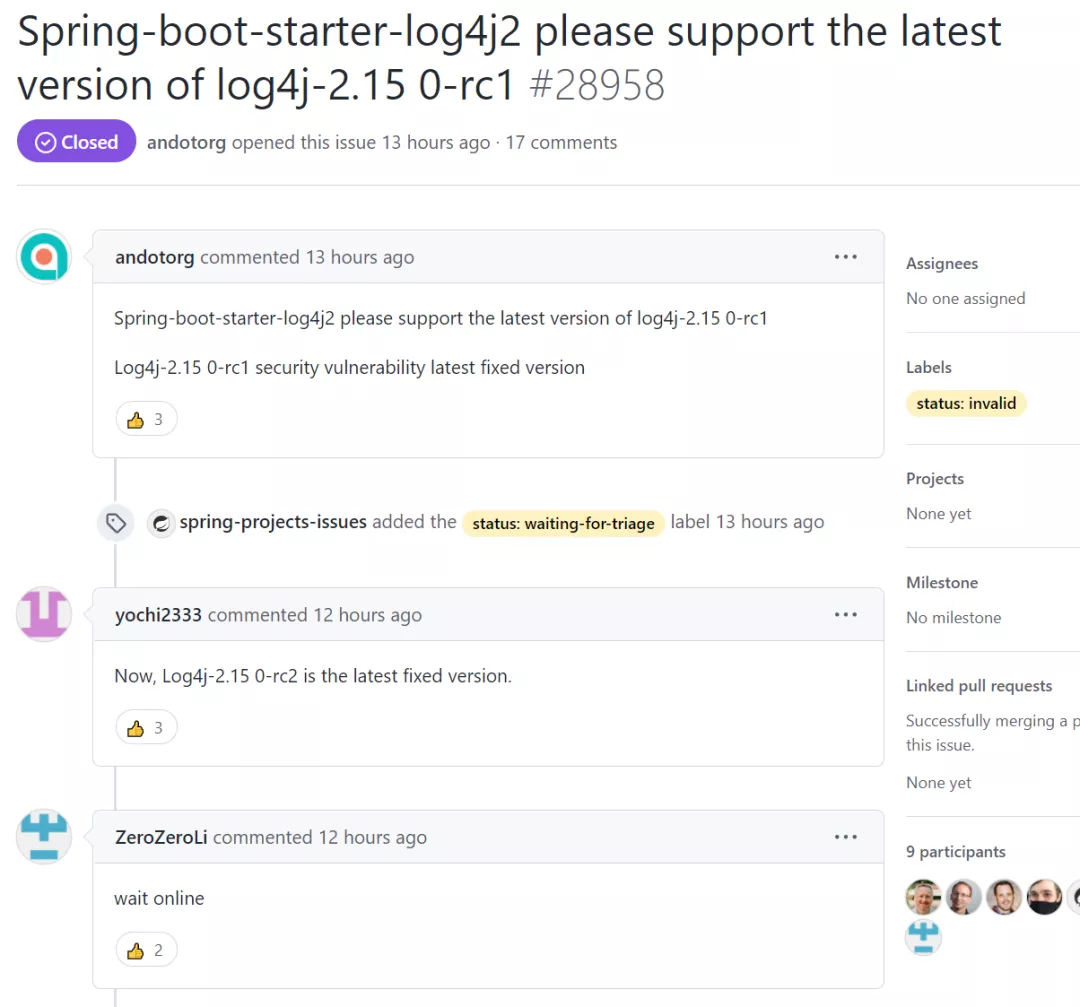 Spring-boot-starter-log4j2 please support the latest
version of log4j-2.15 0-rc1 #28958
Closed
andotorg opened this issue 13 hours ago · 17 comments
andotorg commented 13 hours ago
Spring-boot-starter-log4j2 please support the latest version of log4j-2.15 0-rc1
Log4j-2.15 0-rc1 security vulnerability latest fixed version
👍 3
spring-projects-issues added the status: waiting-for-triage label 13 hours ago
yochi2333 commented 12 hours ago
Now, Log4j-2.15 0-rc2 is the latest fixed version.
👍 3
ZeroZeroLi commented 12 hours ago
wait online
👍 2
Assignees
No one assigned
Labels
status: invalid
Projects
None yet
Milestone
No milestone
Linked pull requests
Successfully merging a p
this issue.
None yet
9 participants